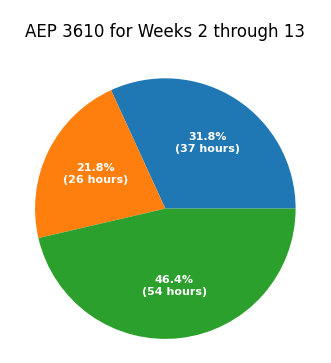 AEP 3610 for Weeks 2 through 13
31.8%
(37 hours)
21.8%
(26 hours)
46.4%
(54 hours)